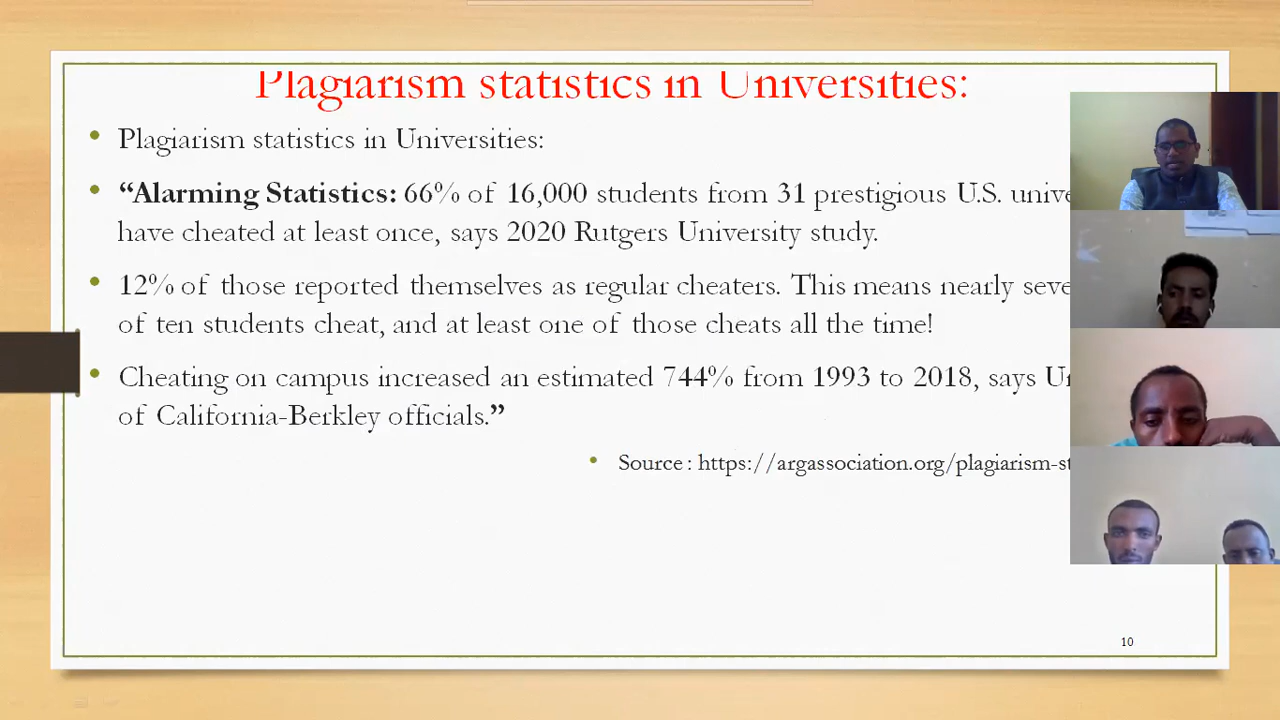 Plagiarism statistics in Universities:
• Plagiarism statistics in Universities:
• “Alarming Statistics: 66% of 16,000 students from 31 prestigious U.S.
have cheated at least once, says 2020 Rutgers University study.
• 12% of those reported themselves as regular cheaters. This means nearly
of ten students cheat, and at least one of those cheats all the time!
• Cheating on campus increased an estimated 744% from 1993 to 2018, says
of California-Berkley officials.”
• Source : https://argassociation.org/plagiarism-st
10